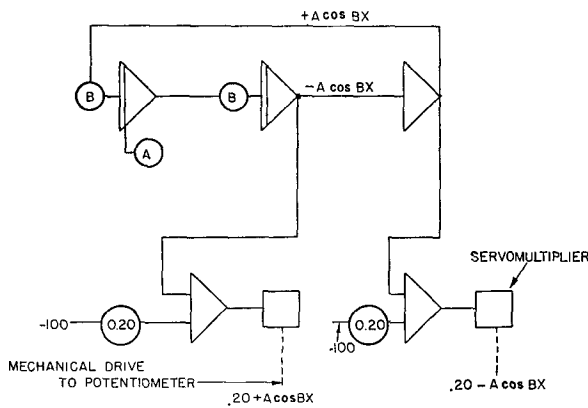 +A cos BX
B
B
−A cos BX
A
SERVOMULTIPLIER
-100
0.20
-100
0.20
MECHANICAL DRIVE
TO POTENTIOMETER
.20+A cos BX
.20−A cos BX